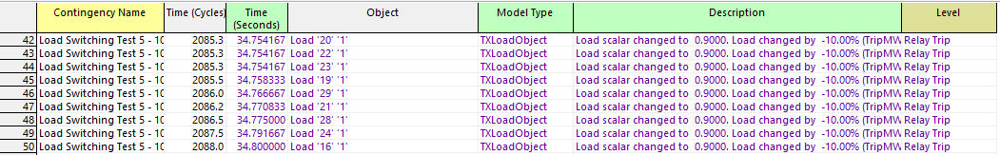 Contingency Name Time (Cycles) Time (Seconds) Object Model Type Description Level
42 Load Switching Test 5 - 10 2085.3 34.754167 Load '20' '1' TXLoadObject Load scalar changed to 0.9000. Load changed by -10.00% (TripMW Relay Trip
43 Load Switching Test 5 - 10 2085.3 34.754167 Load '22' '1' TXLoadObject Load scalar changed to 0.9000. Load changed by -10.00% (TripMW Relay Trip
44 Load Switching Test 5 - 10 2085.3 34.754167 Load '23' '1' TXLoadObject Load scalar changed to 0.9000. Load changed by -10.00% (TripMW Relay Trip
45 Load Switching Test 5 - 10 2085.5 34.758333 Load '19' '1' TXLoadObject Load scalar changed to 0.9000. Load changed by -10.00% (TripMW Relay Trip
46 Load Switching Test 5 - 10 2086.0 34.766667 Load '29' '1' TXLoadObject Load scalar changed to 0.9000. Load changed by -10.00% (TripMW Relay Trip
47 Load Switching Test 5 - 10 2086.2 34.770833 Load '21' '1' TXLoadObject Load scalar changed to 0.9000. Load changed by -10.00% (TripMW Relay Trip
48 Load Switching Test 5 - 10 2086.5 34.775000 Load '28' '1' TXLoadObject Load scalar changed to 0.9000. Load changed by -10.00% (TripMW Relay Trip
49 Load Switching Test 5 - 10 2087.5 34.791667 Load '24' '1' TXLoadObject Load scalar changed to 0.9000. Load changed by -10.00% (TripMW Relay Trip
50 Load Switching Test 5 - 10 2088.0 34.800000 Load '16' '1' TXLoadObject Load scalar changed to 0.9000. Load changed by -10.00% (TripMW Relay Trip